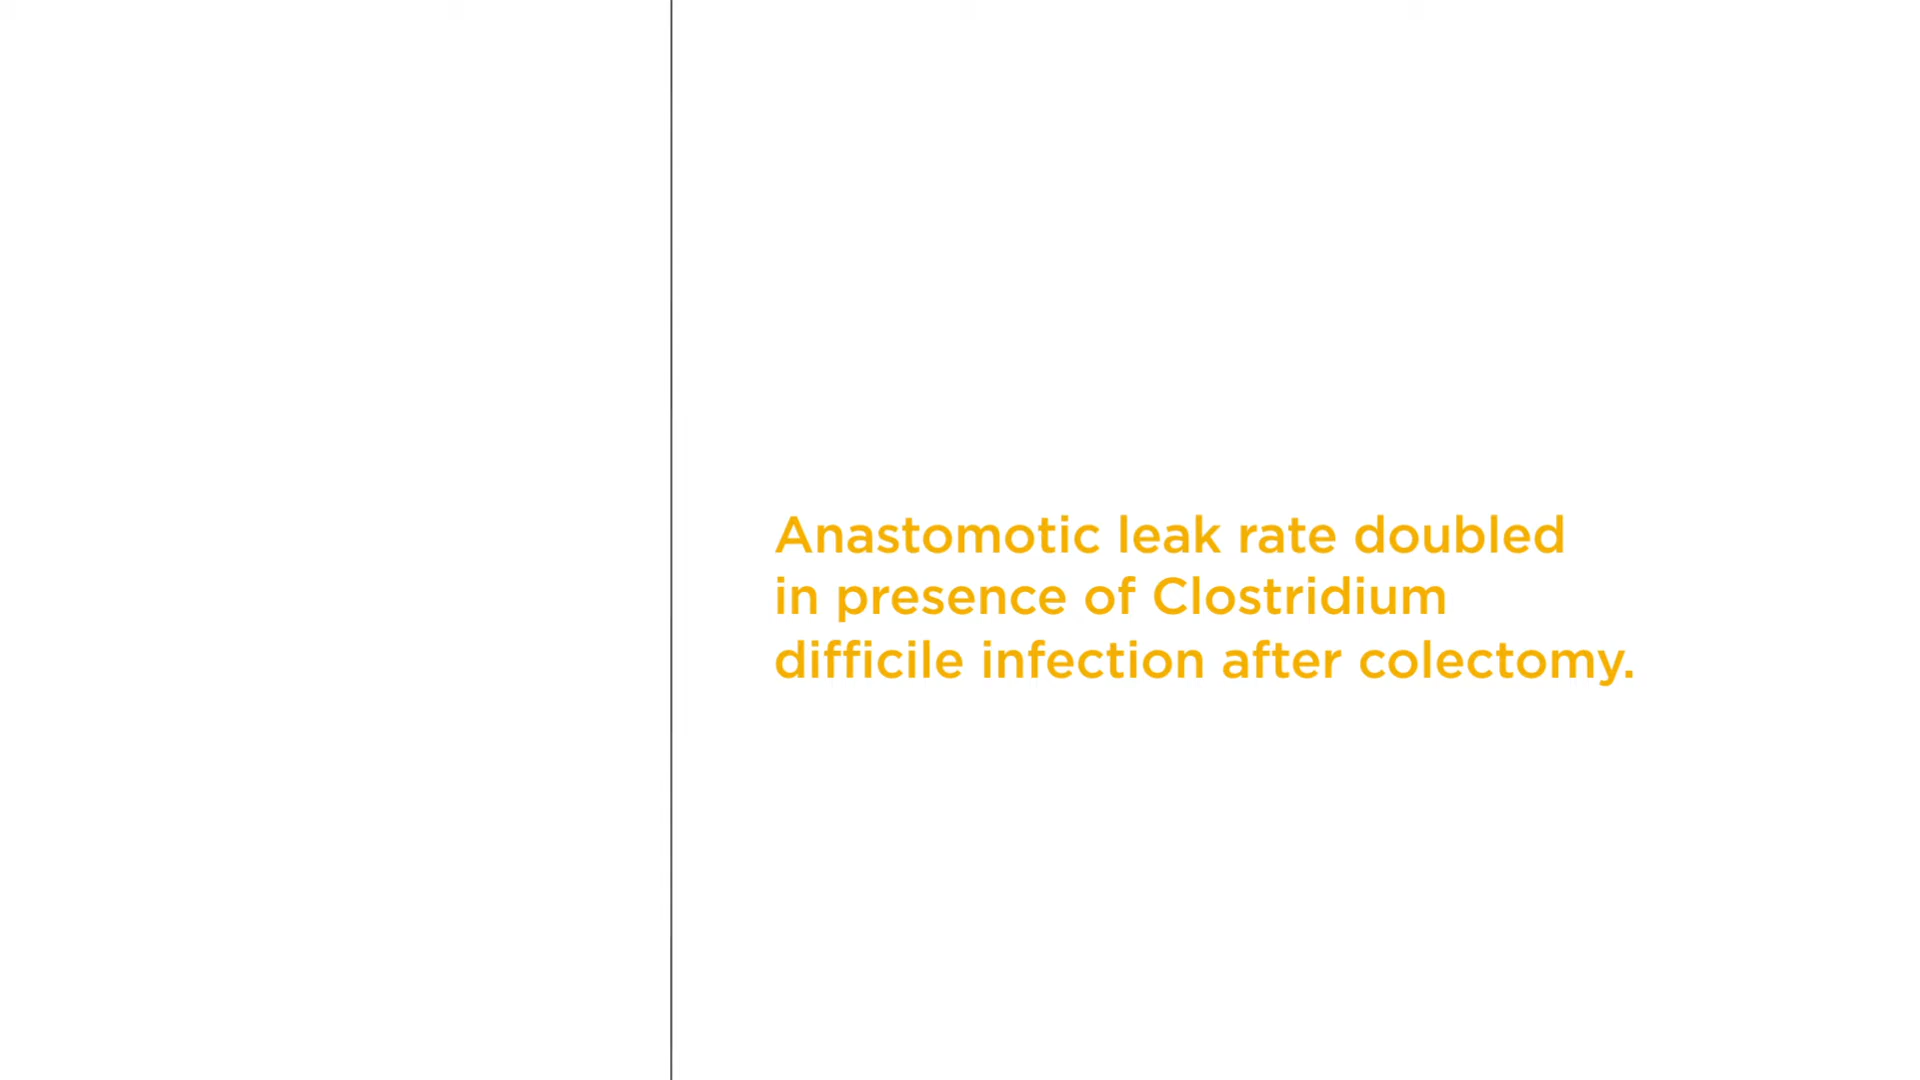 Anastomotic leak rate doubled
in presence of Clostridium
difficile infection after colectomy.